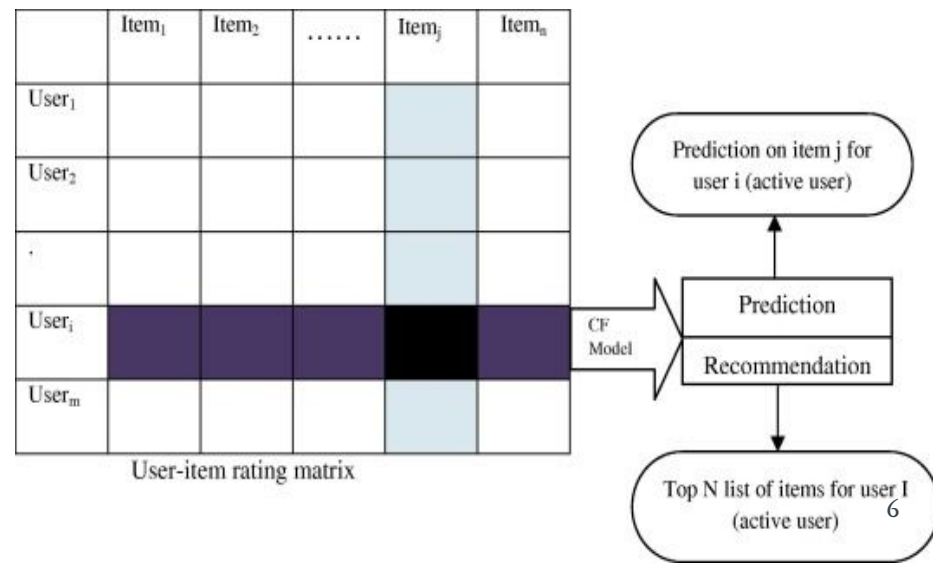 Item₁ Item₂ ...... Itemⱼ Itemₙ
User₁
User₂
.
Userᵢ
Userₘ
User-item rating matrix
CF
Model
Prediction on item j for
user i (active user)
Prediction
Recommendation
Top N list of items for user I
(active user)
6